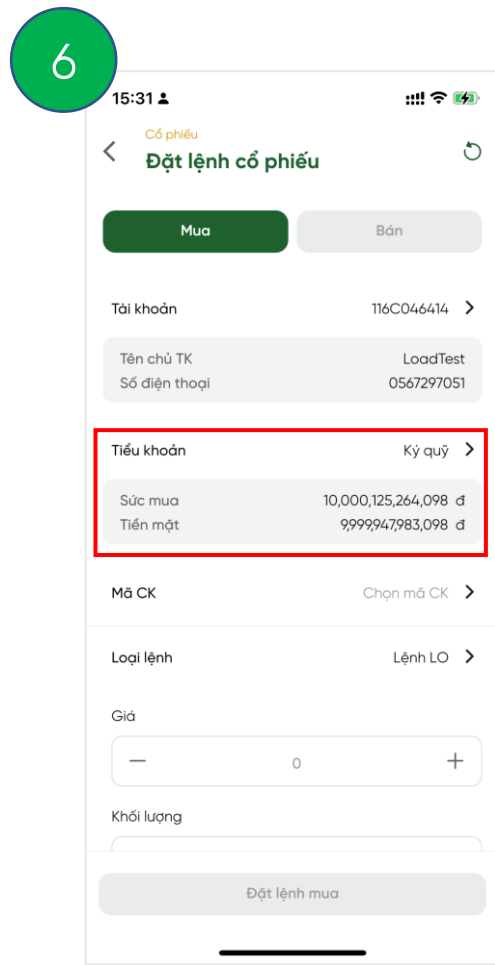 6
15:31
Cổ phiếu
Đặt lệnh cổ phiếu
Mua Bán
Tài khoản 116C046414
Tên chủ TK LoadTest
Số điện thoại 0567297051
Tiểu khoản Ký quỹ
Sức mua 10,000,125,264,098 đ
Tiền mặt 9,999,947,983,098 đ
Mã CK Chọn mã CK
Loại lệnh Lệnh LO
Giá
0
Khối lượng
Đặt lệnh mua